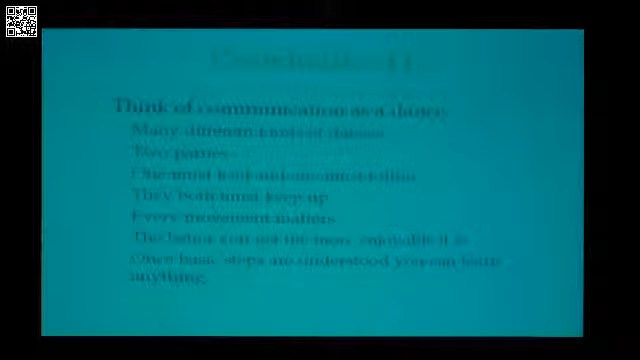 Think of communication as a dance
Many different kinds of dances
Two parties
One must lead and one must follow
They both must keep up
Every movement matters
The better you get the more enjoyable it is
Once basic steps are understood you can learn
anything.